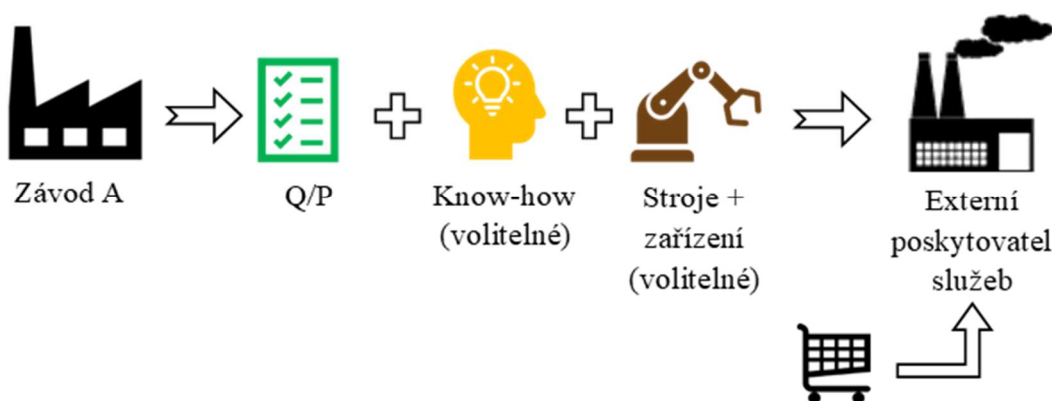 Závod A
Q/P
Know-how
(volitelné)
Stroje +
zařízení
(volitelné)
Externí
poskytovatel
služeb